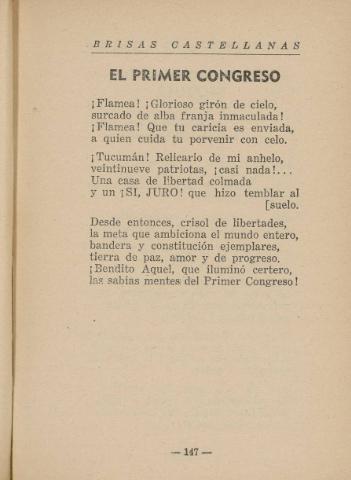 BRISAS CASTELLANAS
EL PRIMER CONGRESO
¡Flamea! ¡Glorioso girón de cielo,
surcado de alba franja inmaculada!
¡Flamea! Que tu caricia es enviada,
a quien cuida tu porvenir con celo.
¡Tucumán! Relicario de mi anhelo,
veintinueve patriotas, ¡casi nada!...
Una casa de libertad colmada
y un ¡SI, JURO! que hizo temblar al
[suelo.
Desde entonces, crisol de libertades,
la meta que ambiciona el mundo entero,
bandera y constitución ejemplares,
tierra de paz, amor y de progreso.
¡Bendito Aquel, que iluminó certero,
las sabias mentes del Primer Congreso!
— 147 —